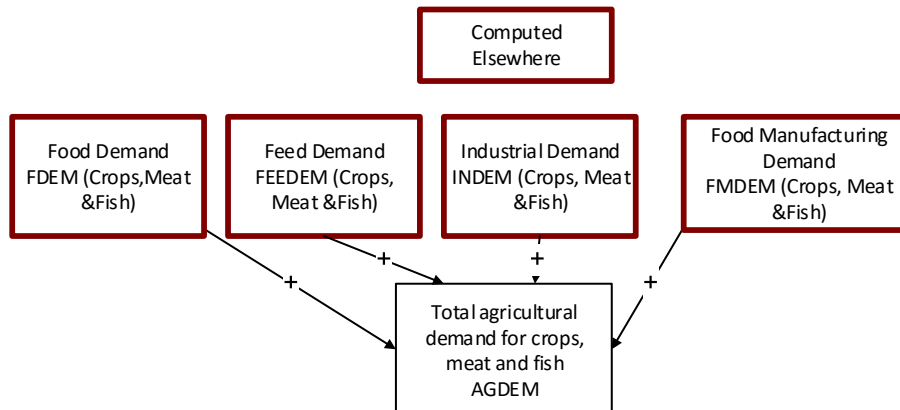 Computed
Elsewhere
Food Demand
FDEM (Crops,Meat
&Fish)
Feed Demand
FEEDEM (Crops,
Meat &Fish)
Industrial Demand
INDEM (Crops, Meat
&Fish)
Food Manufacturing
Demand
FMDEM (Crops, Meat
&Fish)
+
+
+
+
Total agricultural
demand for crops,
meat and fish
AGDEM